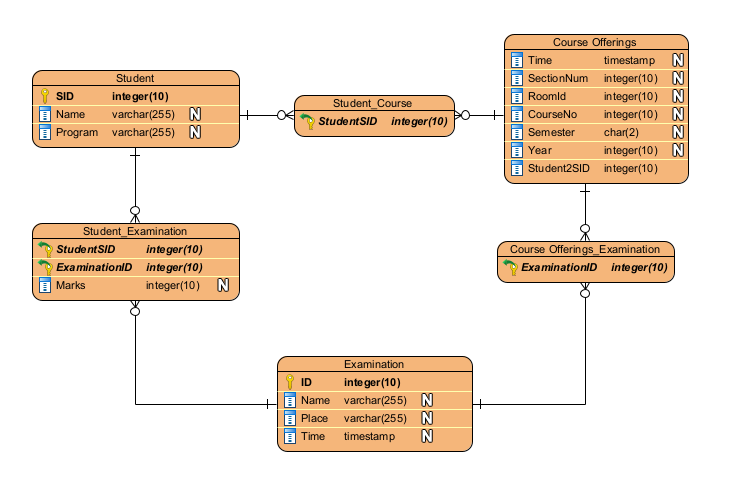 Student
SID integer(10)
Name varchar(255) N
Program varchar(255) N
Student_Course
StudentSID integer(10)
Course Offerings
Time timestamp N
SectionNum integer(10) N
RoomId integer(10) N
CourseNo integer(10) N
Semester char(2) N
Year integer(10) N
Student2SID integer(10)
Student_Examination
StudentSID integer(10)
ExaminationID integer(10)
Marks integer(10) N
Course Offerings_Examination
ExaminationID integer(10)
Examination
ID integer(10)
Name varchar(255) N
Place varchar(255) N
Time timestamp N